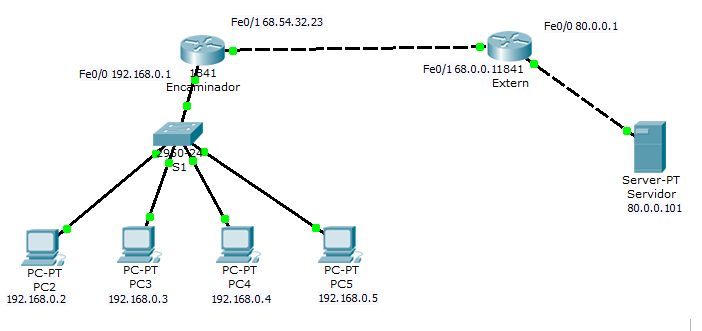 Fe0/1 68.54.32.23
Fe0/0 80.0.0.1
Fe0/0 192.168.0.1
1841
Encaminador
Fe0/1 68.0.0.1
1841
Extern
2950-24
S1
Server-PT
Servidor
80.0.0.101
PC-PT
PC2
192.168.0.2
PC-PT
PC3
192.168.0.3
PC-PT
PC4
192.168.0.4
PC-PT
PC5
192.168.0.5